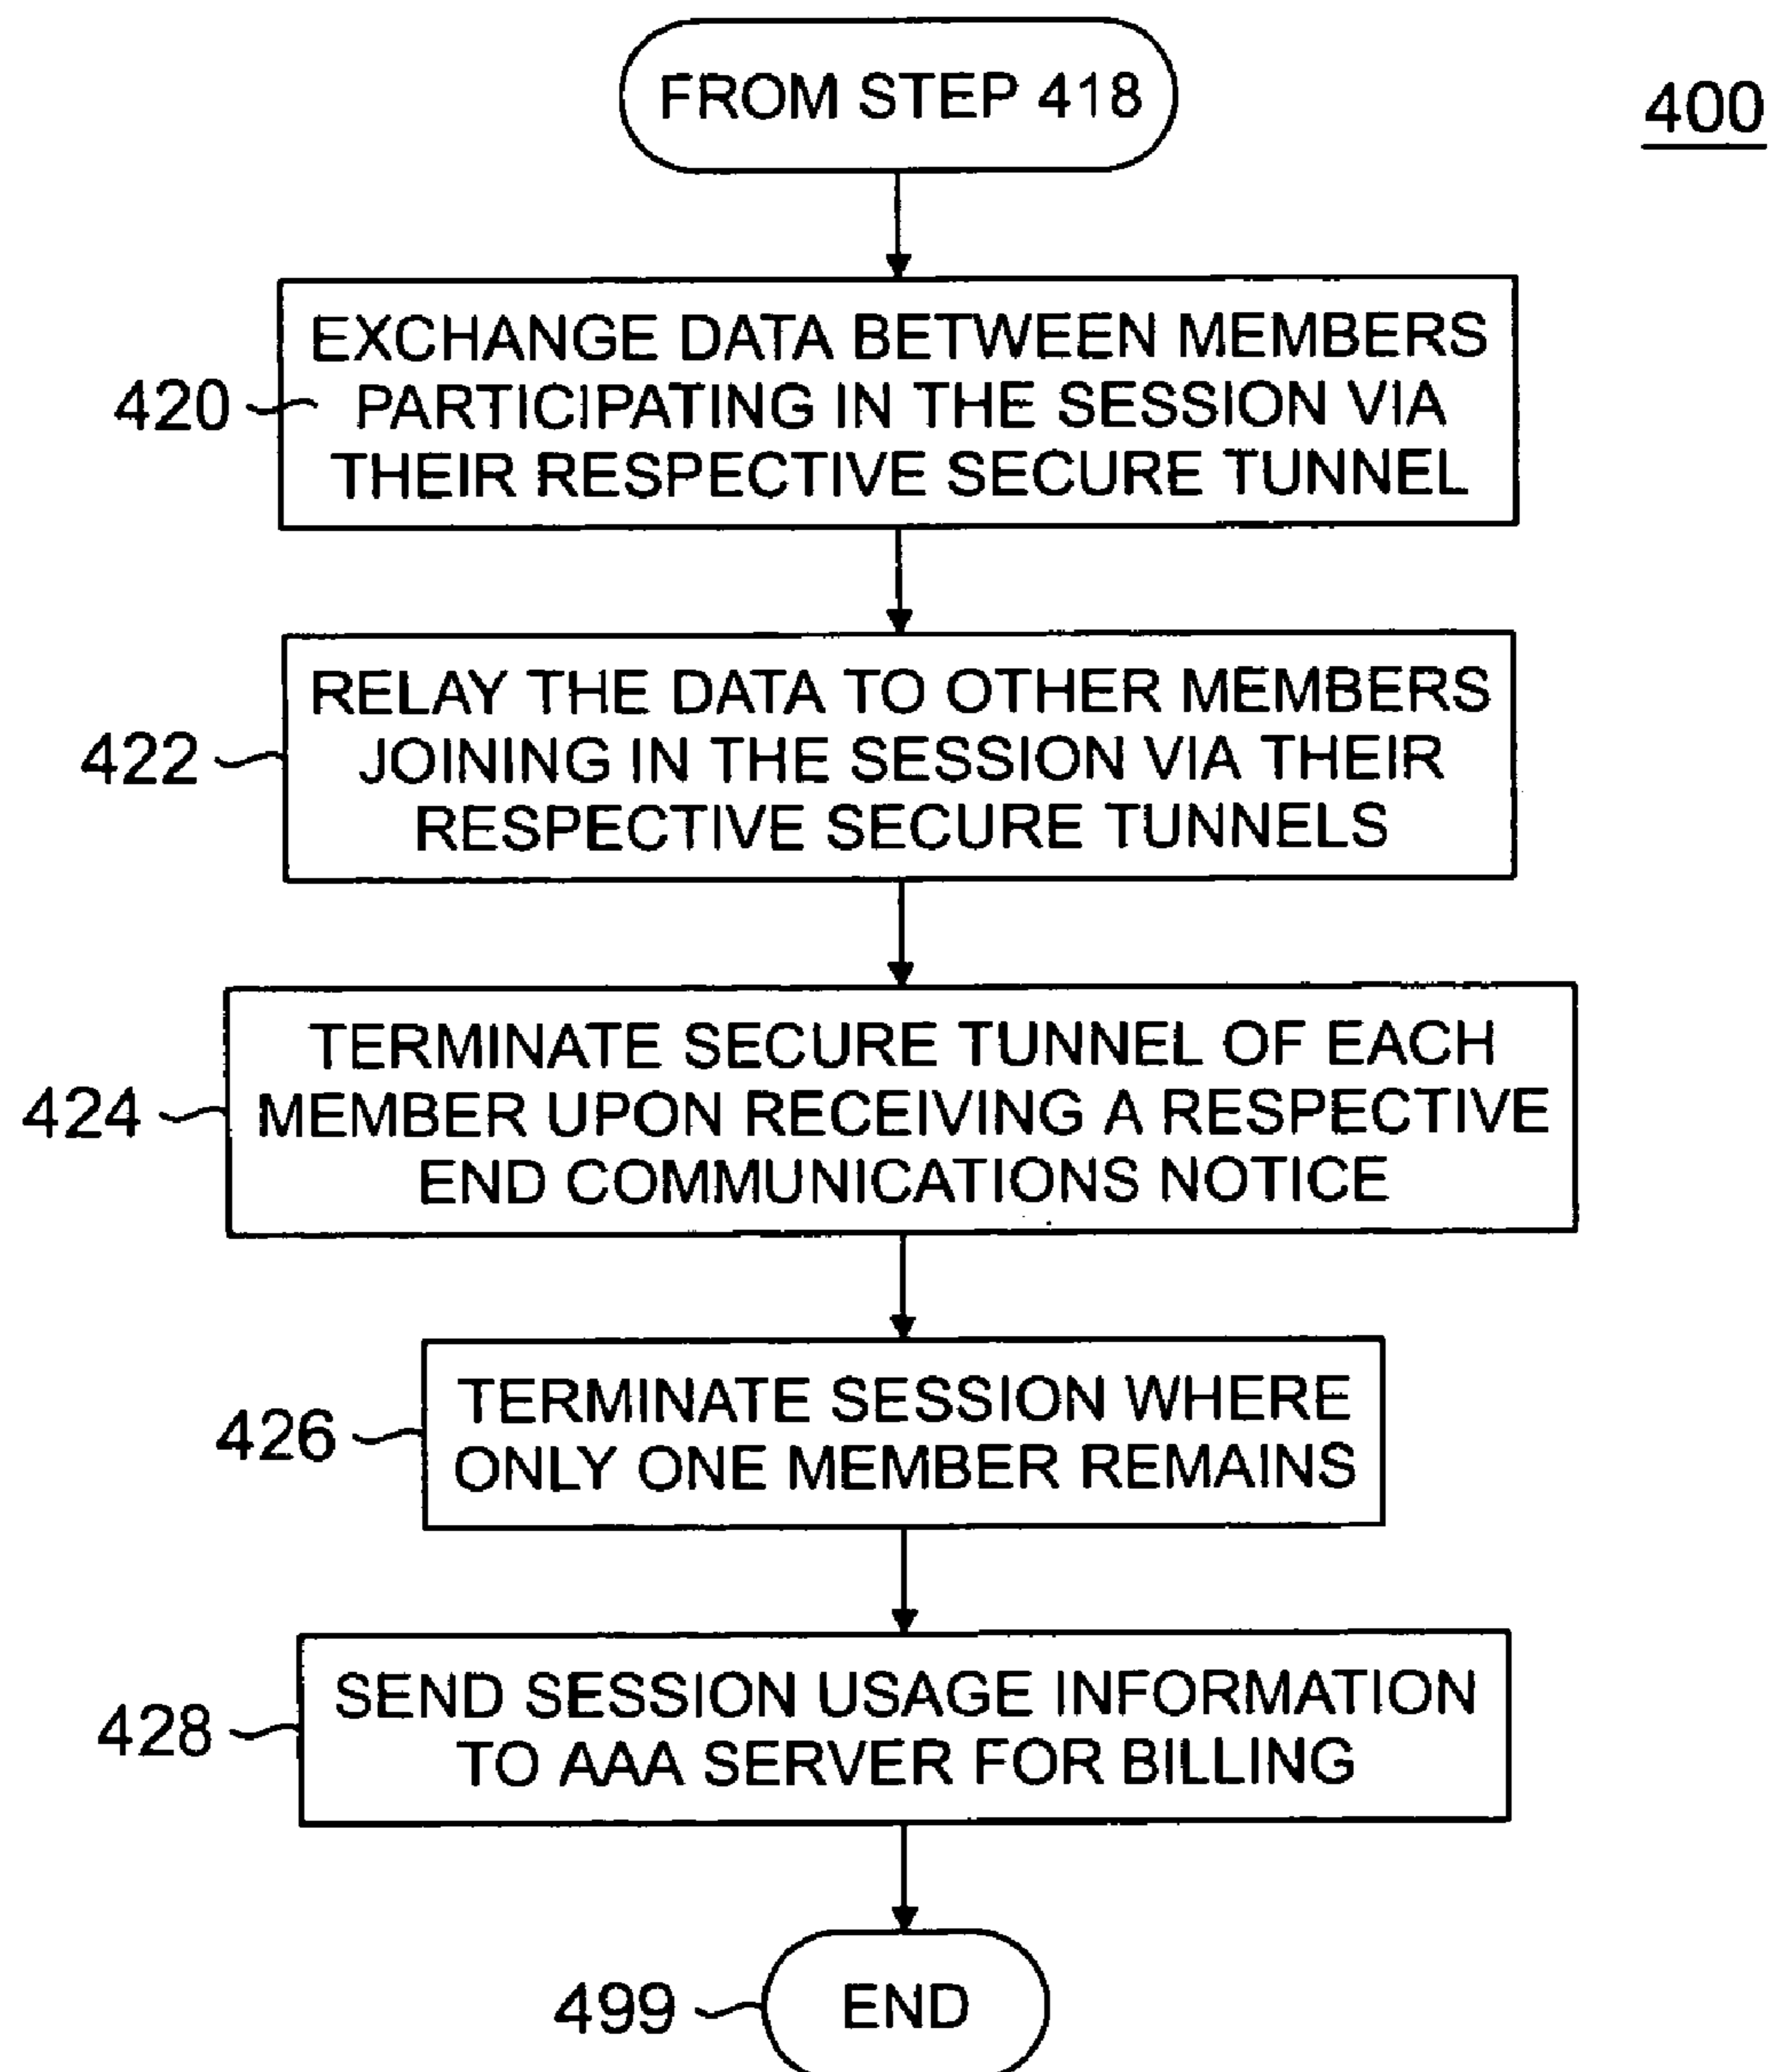 FROM STEP 418
400
EXCHANGE DATA BETWEEN MEMBERS
420
PARTICIPATING IN THE SESSION VIA
THEIR RESPECTIVE SECURE TUNNEL
RELAY THE DATA TO OTHER MEMBERS
422
JOINING IN THE SESSION VIA THEIR
RESPECTIVE SECURE TUNNELS
TERMINATE SECURE TUNNEL OF EACH
424
MEMBER UPON RECEIVING A RESPECTIVE
END COMMUNICATIONS NOTICE
426
TERMINATE SESSION WHERE
ONLY ONE MEMBER REMAINS
428
SEND SESSION USAGE INFORMATION
TO AAA SERVER FOR BILLING
499
END